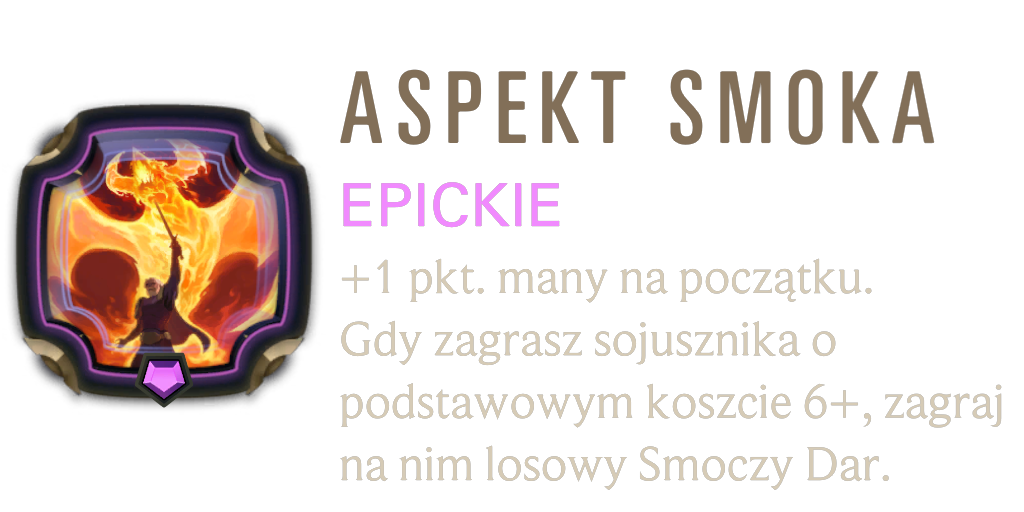 ASPEKT SMOKA
EPICKIE
+1 pkt. many na początku.
Gdy zagrasz sojusznika o
podstawowym koszcie 6+, zagraj
na nim losowy Smoczy Dar.